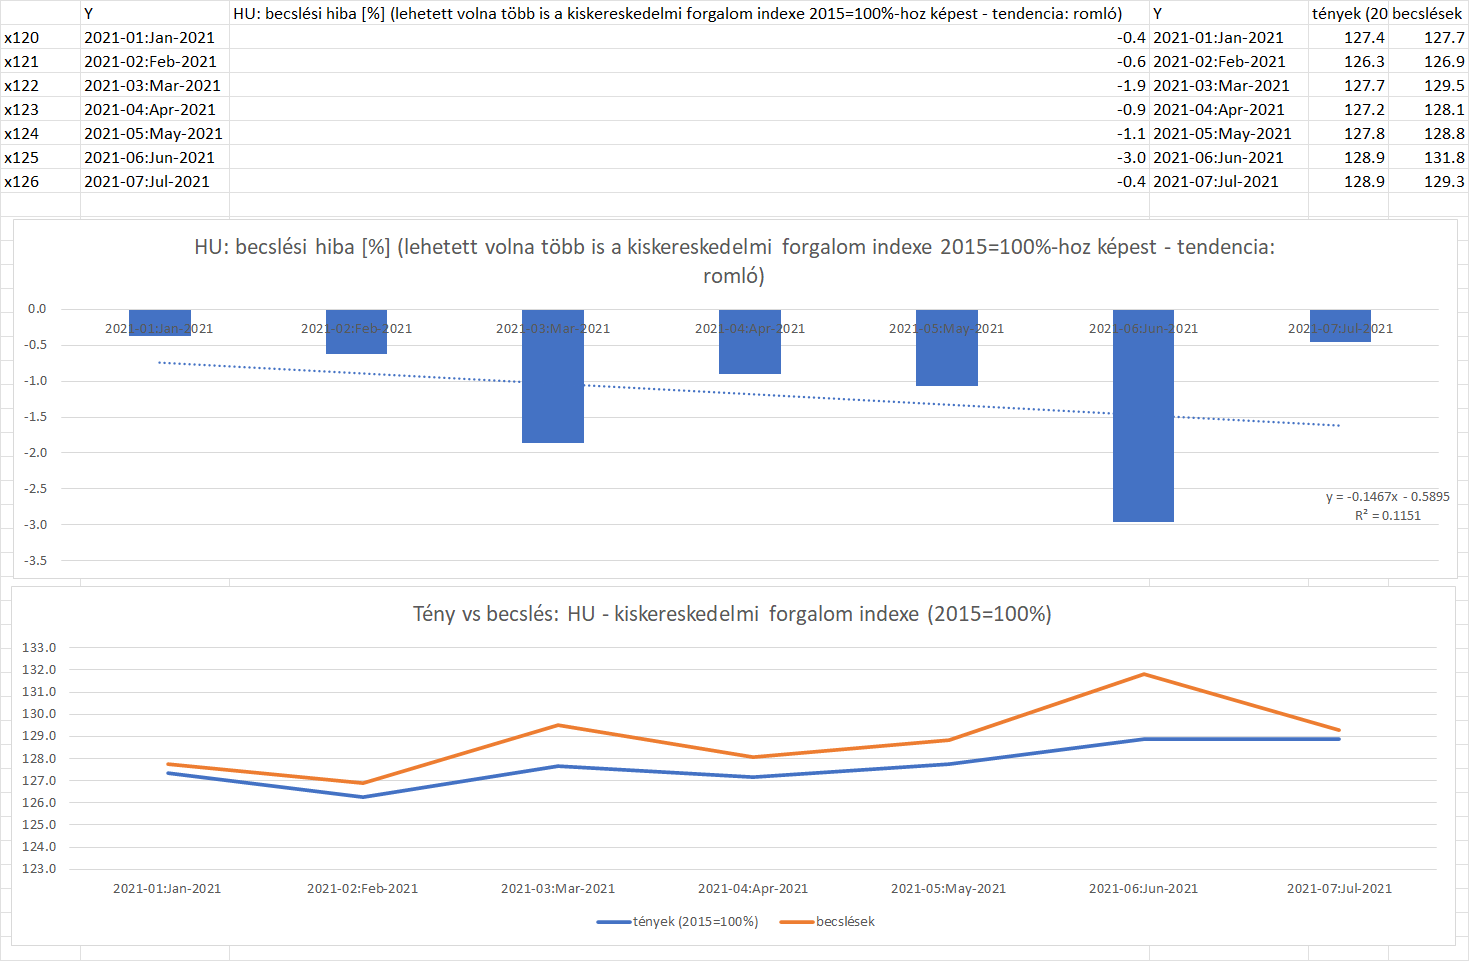 Y HU: becslési hiba [%] (lehetett volna több is a kiskereskedelmi forgalom indexe 2015=100%-hoz képest - tendencia: romló) Y tények (20 becslések
x120 2021-01:Jan-2021 -0.4 2021-01:Jan-2021 127.4 127.7
x121 2021-02:Feb-2021 -0.6 2021-02:Feb-2021 126.3 126.9
x122 2021-03:Mar-2021 -1.9 2021-03:Mar-2021 127.7 129.5
x123 2021-04:Apr-2021 -0.9 2021-04:Apr-2021 127.2 128.1
x124 2021-05:May-2021 -1.1 2021-05:May-2021 127.8 128.8
x125 2021-06:Jun-2021 -3.0 2021-06:Jun-2021 128.9 131.8
x126 2021-07:Jul-2021 -0.4 2021-07:Jul-2021 128.9 129.3
HU: becslési hiba [%] (lehetett volna több is a kiskereskedelmi forgalom indexe 2015=100%-hoz képest - tendencia:
romló)
0.0
2021-01:Jan-2021 2021-02:Feb-2021 2021-03:Mar-2021 2021-04:Apr-2021 2021-05:May-2021 2021-06:Jun-2021 2021-07:Jul-2021
-0.5
-1.0
-1.5
-2.0
-2.5
y = -0.1467x - 0.5895
R² = 0.1151
-3.0
-3.5
Tény vs becslés: HU - kiskereskedelmi forgalom indexe (2015=100%)
133.0
132.0
131.0
130.0
129.0
128.0
127.0
126.0
125.0
124.0
123.0
2021-01:Jan-2021 2021-02:Feb-2021 2021-03:Mar-2021 2021-04:Apr-2021 2021-05:May-2021 2021-06:Jun-2021 2021-07:Jul-2021
tények (2015=100%) becslések